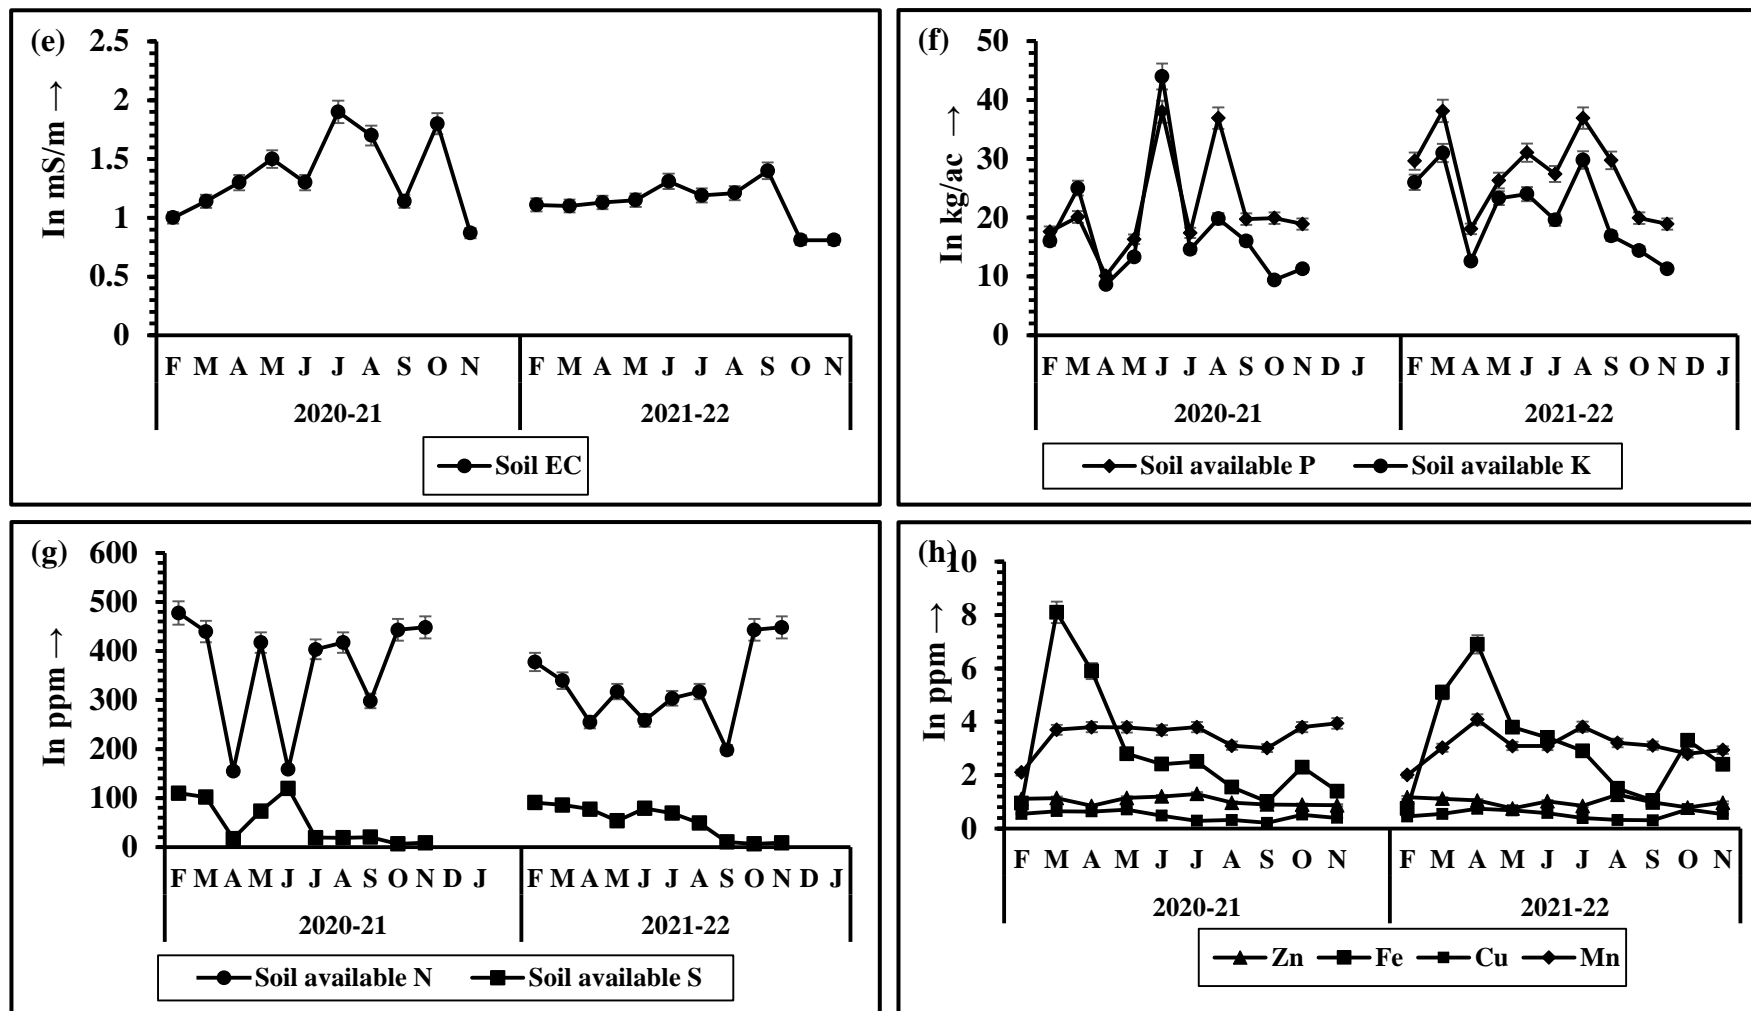 (e)
In mS/m →
2.5
2
1.5
1
0.5
0
F M A M J J A S O N F M A M J J A S O N
2020-21 2021-22
Soil EC
(f)
In kg/ac →
50
40
30
20
10
0
F M A M J J A S O N D J F M A M J J A S O N D J
2020-21 2021-22
Soil available P Soil available K
(g)
In ppm →
600
500
400
300
200
100
0
F M A M J J A S O N D J F M A M J J A S O N D J
2020-21 2021-22
Soil available N Soil available S
(h)
In ppm →
10
8
6
4
2
0
F M A M J J A S O N F M A M J J A S O N
2020-21 2021-22
Zn Fe Cu Mn